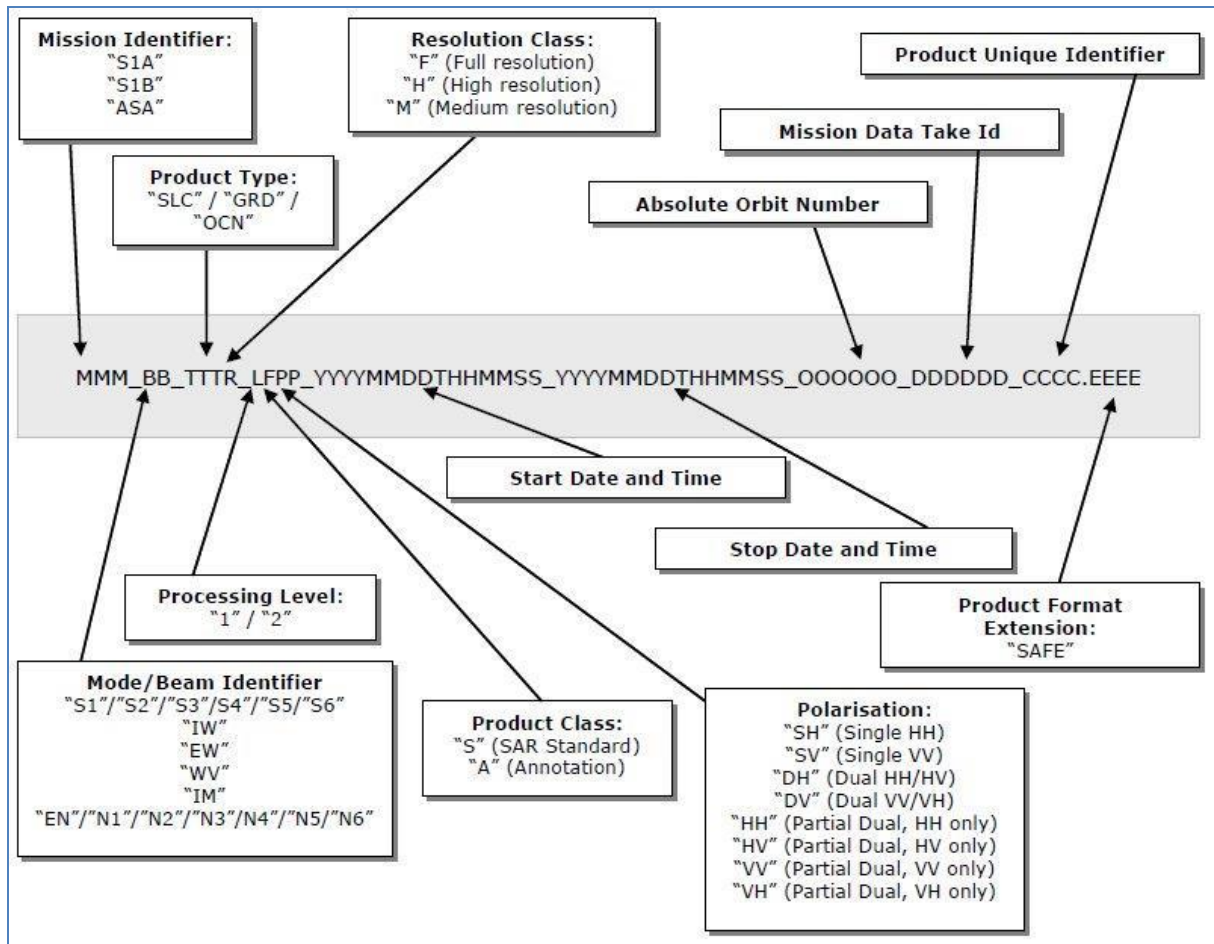 Mission Identifier:
“S1A”
“S1B”
ASA”
Resolution Class:
“F” (Full resolution)
“H” (High resolution)
“M” (Medium resolution)
Product Unique Identifier
Mission Data Take Id
Product Type:
“SLC” / “GRD” /
“OCN”
Absolute Orbit Number
MMM_BB_TTTR_LFPP_YYYYMMDDTHHMMSS_YYYYMMDDTHHMMSS_OOOOOO_DDDDDD_CCCC.EEEE
Start Date and Time
Stop Date and Time
Processing Level:
“1” / “2”
Product Format
Extension:
“SAFE”
Mode/Beam Identifier
“S1”/”S2”/”S3”/S4”/”S5/”S6”
“IW”
“EW”
“WV”
“IM”
“EN”/”N1”/”N2”/”N3”/N4”/”N5/”N6”
Product Class:
“S” (SAR Standard)
“A” (Annotation)
Polarisation:
“SH” (Single HH)
“SV” (Single VV)
“DH” (Dual HH/HV)
“DV” (Dual VV/VH)
“HH” (Partial Dual, HH only)
“HV” (Partial Dual, HV only)
“VV” (Partial Dual, VV only)
“VH” (Partial Dual, VH only)